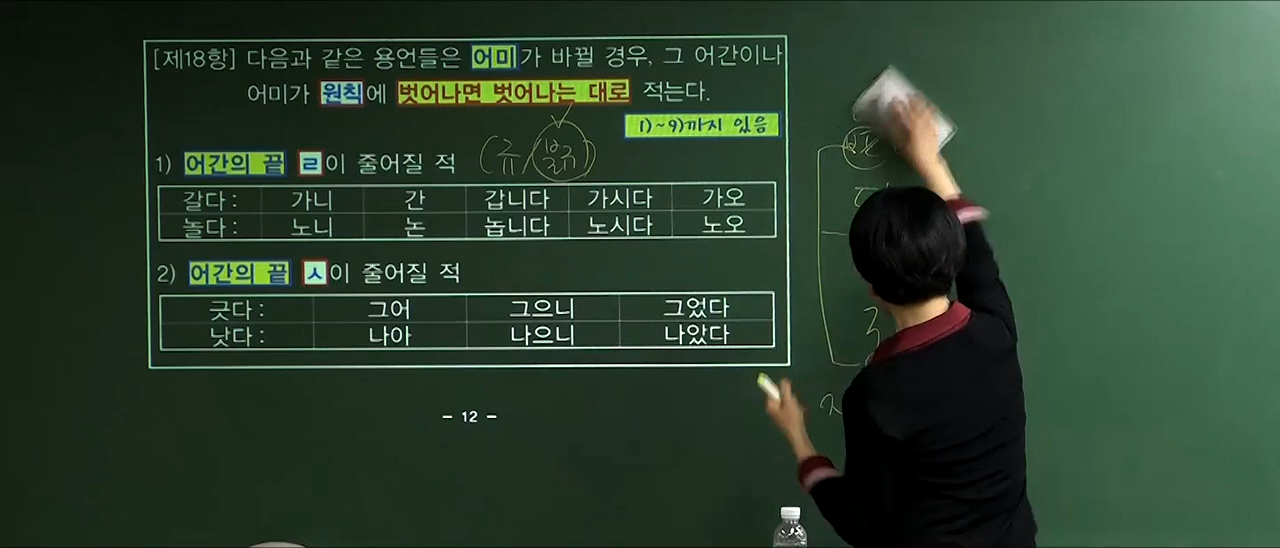 [제18항] 다음과 같은 용언들은 어미가 바뀔 경우, 그 어간이나
어미가 원칙에 벗어나면 벗어나는 대로 적는다.
1)~9)까지 있음
1) 어간의 끝 ㄹ이 줄어질 적 (규/불규)
갈다: 가니 간 갑니다 가시다 가오
놀다: 노니 논 놉니다 노시다 노오
2) 어간의 끝 ㅅ이 줄어질 적
긋다: 그어 그으니 그었다
낫다: 나아 나으니 나았다
- 12 -